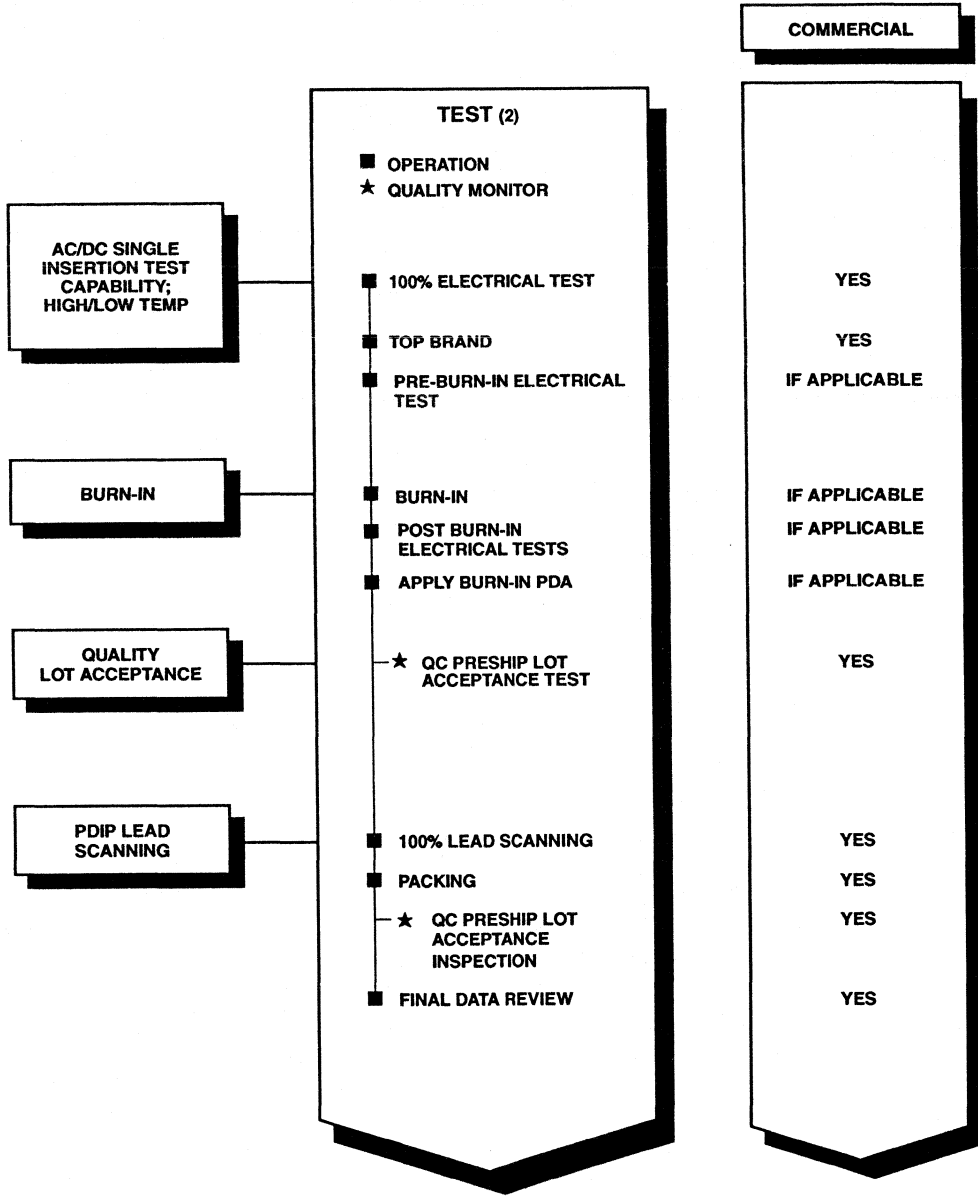 COMMERCIAL
TEST (2)
OPERATION
QUALITY MONITOR
AC/DC SINGLE
INSERTION TEST
CAPABILITY;
HIGH/LOW TEMP
100% ELECTRICAL TEST
YES
TOP BRAND
YES
PRE-BURN-IN ELECTRICAL
TEST
IF APPLICABLE
BURN-IN
BURN-IN
IF APPLICABLE
POST BURN-IN
ELECTRICAL TESTS
IF APPLICABLE
APPLY BURN-IN PDA
IF APPLICABLE
QUALITY
LOT ACCEPTANCE
QC PRESHIP LOT
ACCEPTANCE TEST
YES
PDIP LEAD
SCANNING
100% LEAD SCANNING
YES
PACKING
YES
QC PRESHIP LOT
ACCEPTANCE
INSPECTION
YES
FINAL DATA REVIEW
YES